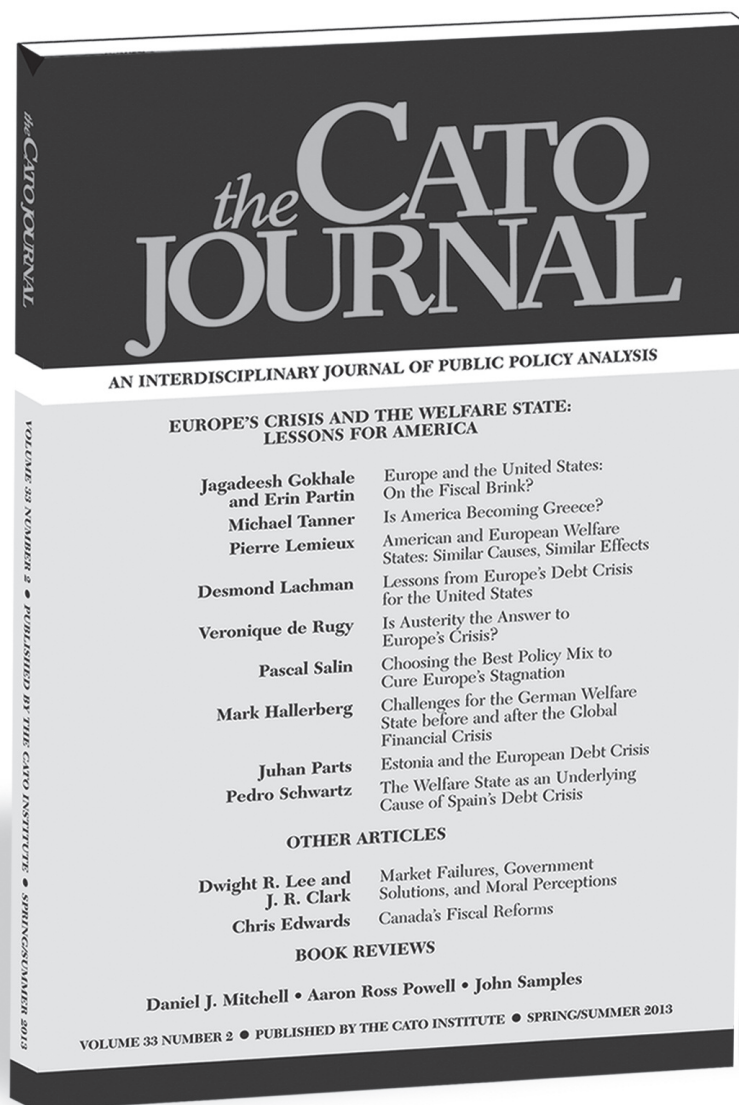 the CATO JOURNAL
the CATO
JOURNAL
AN INTERDISCIPLINARY JOURNAL OF PUBLIC POLICY ANALYSIS
EUROPE'S CRISIS AND THE WELFARE STATE:
LESSONS FOR AMERICA
Jagadeesh Gokhale
and Erin Partin
Europe and the United States:
On the Fiscal Brink?
Michael Tanner
Is America Becoming Greece?
Pierre Lemieux
American and European Welfare
States: Similar Causes, Similar Effects
Desmond Lachman
Lessons from Europe's Debt Crisis
for the United States
Veronique de Rugy
Is Austerity the Answer to
Europe's Crisis?
Pascal Salin
Choosing the Best Policy Mix to
Cure Europe's Stagnation
Mark Hallerberg
Challenges for the German Welfare
State before and after the Global
Financial Crisis
Juhan Parts
Estonia and the European Debt Crisis
Pedro Schwartz
The Welfare State as an Underlying
Cause of Spain's Debt Crisis
OTHER ARTICLES
Dwight R. Lee and
J. R. Clark
Market Failures, Government
Solutions, and Moral Perceptions
Chris Edwards
Canada's Fiscal Reforms
BOOK REVIEWS
Daniel J. Mitchell • Aaron Ross Powell • John Samples
VOLUME 33 NUMBER 2 ● PUBLISHED BY THE CATO INSTITUTE ● SPRING/SUMMER 2013
VOLUME 33 NUMBER 2 ● PUBLISHED BY THE CATO INSTITUTE ● SPRING/SUMMER 2013